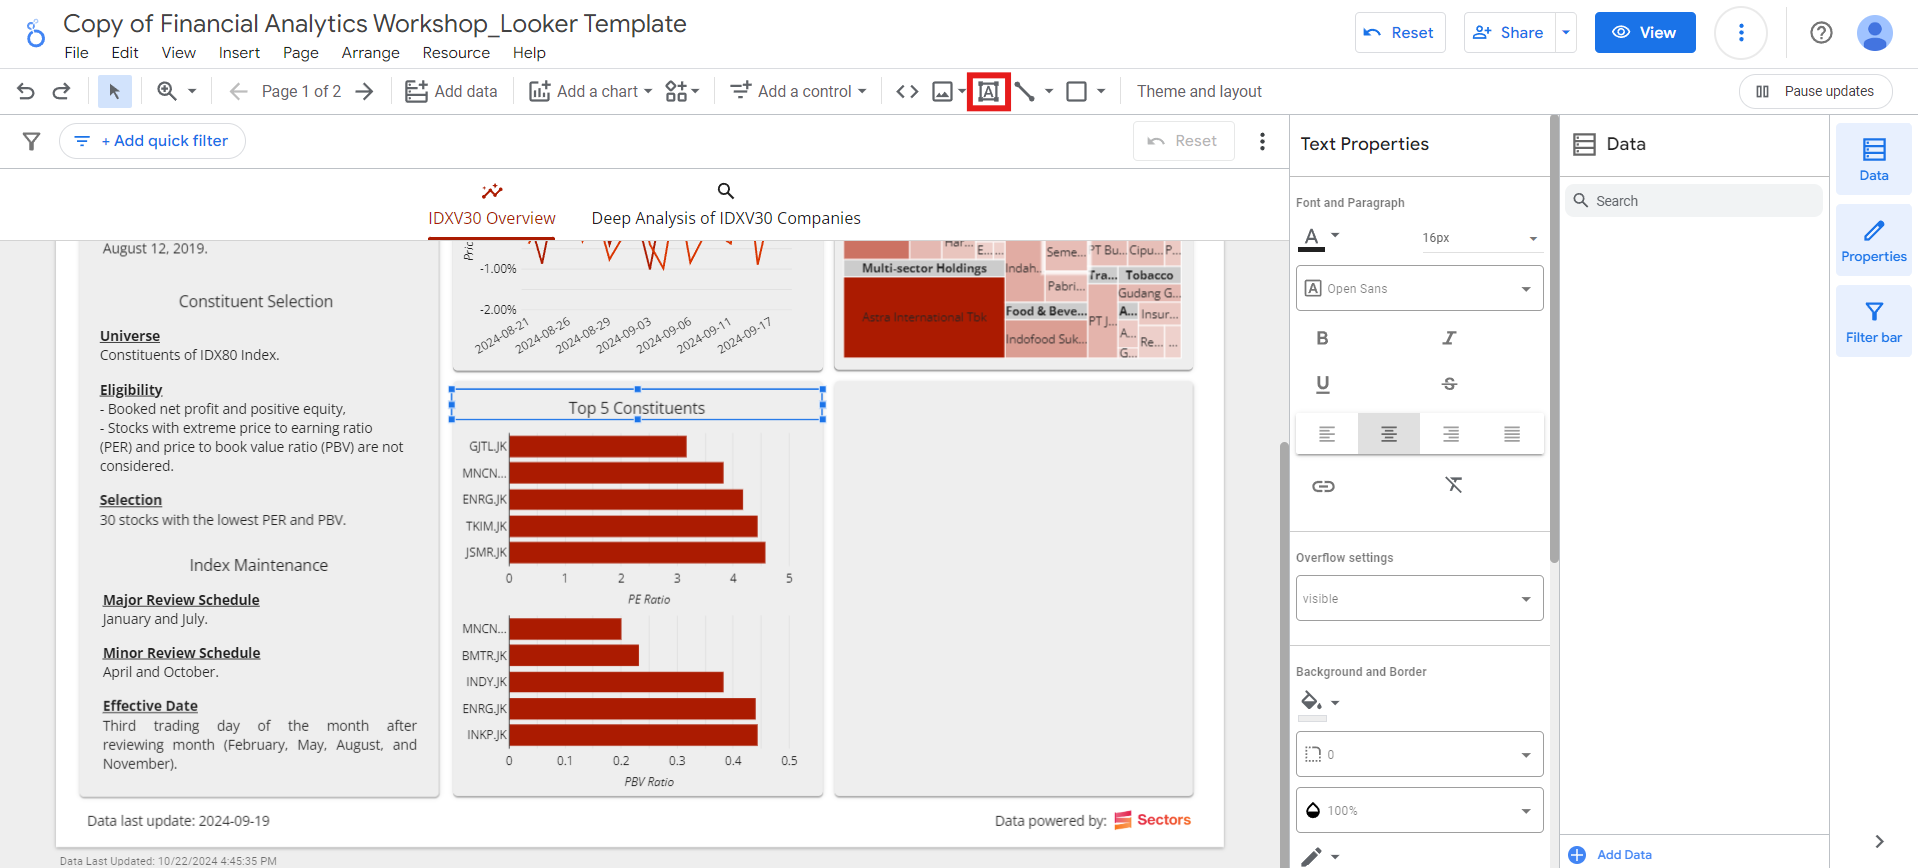 Copy of Financial Analytics Workshop_Looker Template
File Edit View Insert Page Arrange Resource Help
Reset
Share
View
Page 1 of 2
Add data
Add a chart
Add a control
Theme and layout
Pause updates
+ Add quick filter
Reset
IDXV30 Overview
Deep Analysis of IDXV30 Companies
August 12, 2019.
Constituent Selection
Universe
Constituents of IDX80 Index.
Eligibility
- Booked net profit and positive equity,
- Stocks with extreme price to earning ratio
(PER) and price to book value ratio (PBV) are not
considered.
Selection
30 stocks with the lowest PER and PBV.
Index Maintenance
Major Review Schedule
January and July.
Minor Review Schedule
April and October.
Effective Date
Third trading day of the month after
reviewing month (February, May, August, and
November).
Pric
-1.00%
-2.00%
2024-08-21
2024-08-26
2024-08-29
2024-09-03
2024-09-06
2024-09-11
2024-09-17
Har...
E...
...
Multi-sector Holdings
Astra International Tbk
Indah...
Seme...
Pabri...
Food & Beve...
Indofood Suk...
PT Bu...
Cipu...
P...
Tra...
PT J...
Tobacco
Gudang G...
A...
Insur...
A...
G...
Re...
...
Top 5 Constituents
GJTL.JK
MNCN...
ENRG.JK
TKIM.JK
JSMR.JK
0 1 2 3 4 5
PE Ratio
MNCN...
BMTR.JK
INDY.JK
ENRG.JK
INKP.JK
0 0.1 0.2 0.3 0.4 0.5
PBV Ratio
Data last update: 2024-09-19
Data powered by: Sectors
Data Last Updated: 10/22/2024 4:45:35 PM
Text Properties
Font and Paragraph
A
16px
A Open Sans
B
I
U
S
Overflow settings
visible
Background and Border
0
100%
Data
Search
Add Data
Data
Properties
Filter bar